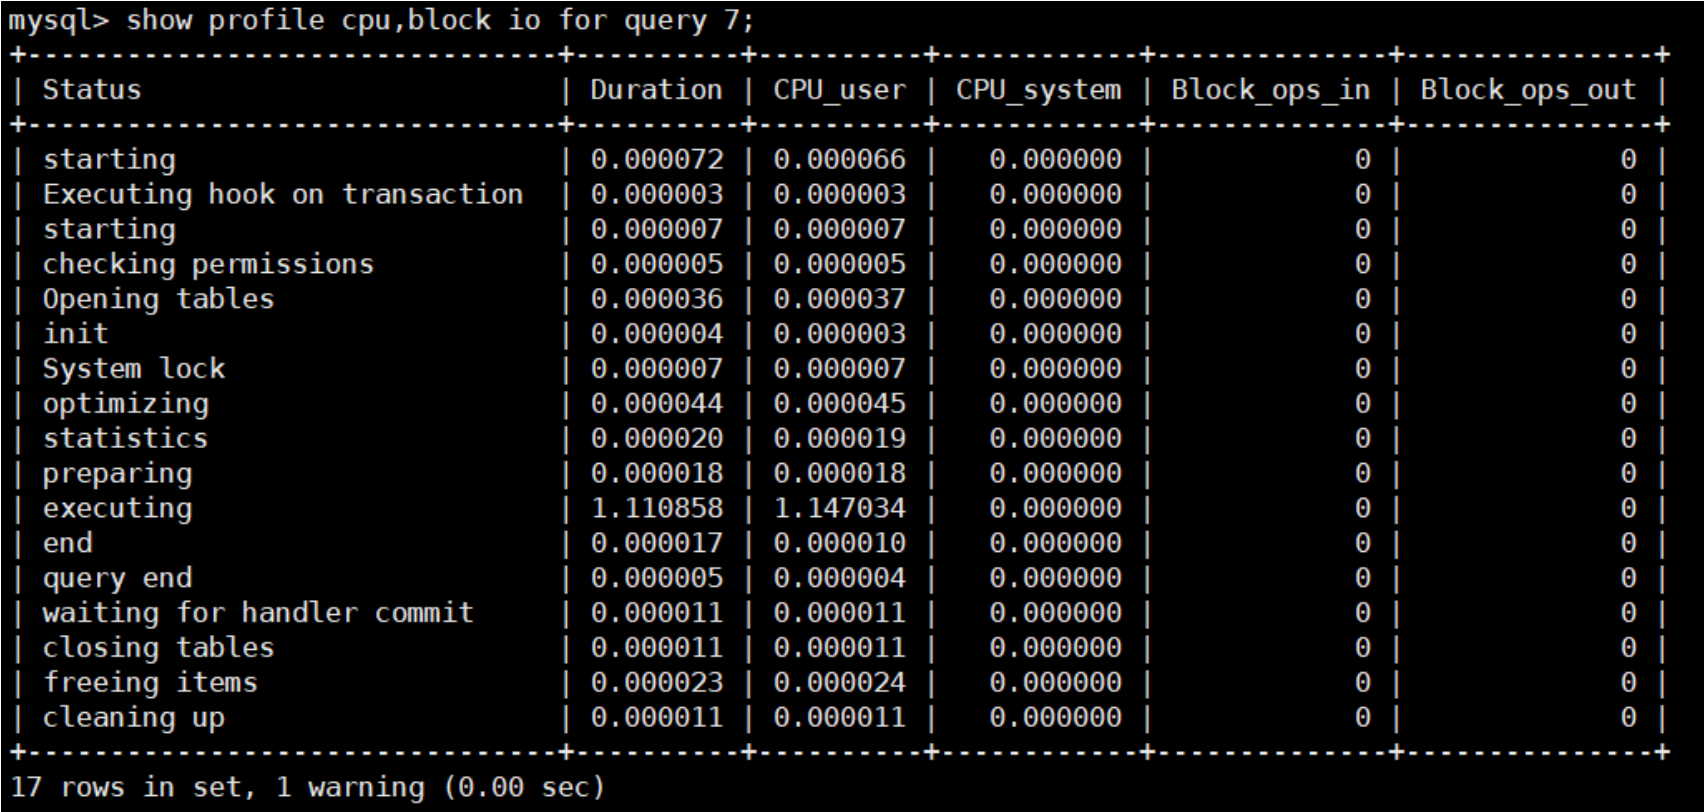 mysql> show profile cpu,block io for query 7;
+--------------------------------+----------+----------+------------+--------------+---------------+
| Status                         | Duration | CPU_user | CPU_system | Block_ops_in | Block_ops_out |
+--------------------------------+----------+----------+------------+--------------+---------------+
| starting                       | 0.000072 | 0.000066 |   0.000000 |            0 |             0 |
| Executing hook on transaction  | 0.000003 | 0.000003 |   0.000000 |            0 |             0 |
| starting                       | 0.000007 | 0.000007 |   0.000000 |            0 |             0 |
| checking permissions           | 0.000005 | 0.000005 |   0.000000 |            0 |             0 |
| Opening tables                 | 0.000036 | 0.000037 |   0.000000 |            0 |             0 |
| init                           | 0.000004 | 0.000003 |   0.000000 |            0 |             0 |
| System lock                    | 0.000007 | 0.000007 |   0.000000 |            0 |             0 |
| optimizing                     | 0.000044 | 0.000045 |   0.000000 |            0 |             0 |
| statistics                     | 0.000020 | 0.000019 |   0.000000 |            0 |             0 |
| preparing                      | 0.000018 | 0.000018 |   0.000000 |            0 |             0 |
| executing                      | 1.110858 | 1.147034 |   0.000000 |            0 |             0 |
| end                            | 0.000017 | 0.000010 |   0.000000 |            0 |             0 |
| query end                      | 0.000005 | 0.000004 |   0.000000 |            0 |             0 |
| waiting for handler commit     | 0.000011 | 0.000011 |   0.000000 |            0 |             0 |
| closing tables                 | 0.000011 | 0.000011 |   0.000000 |            0 |             0 |
| freeing items                  | 0.000023 | 0.000024 |   0.000000 |            0 |             0 |
| cleaning up                    | 0.000011 | 0.000011 |   0.000000 |            0 |             0 |
+--------------------------------+----------+----------+------------+--------------+---------------+
17 rows in set, 1 warning (0.00 sec)